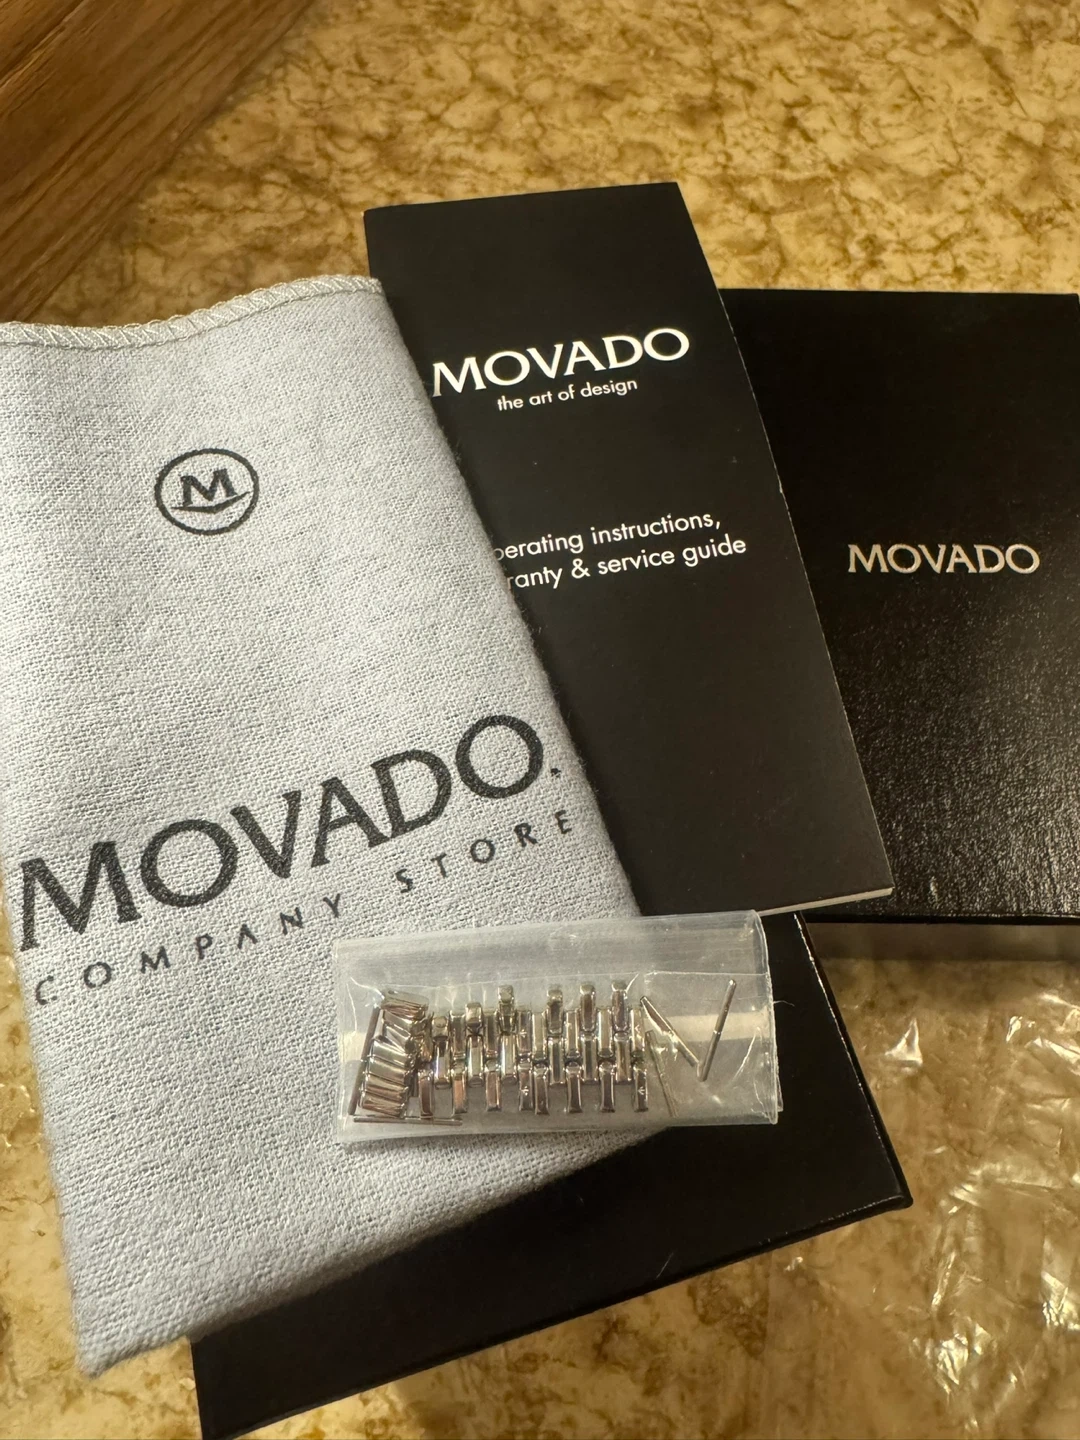 M
MOVADO.
COMPANY STORE
MOVADO
the art of design
perating instructions,
ranty & service guide
MOVADO